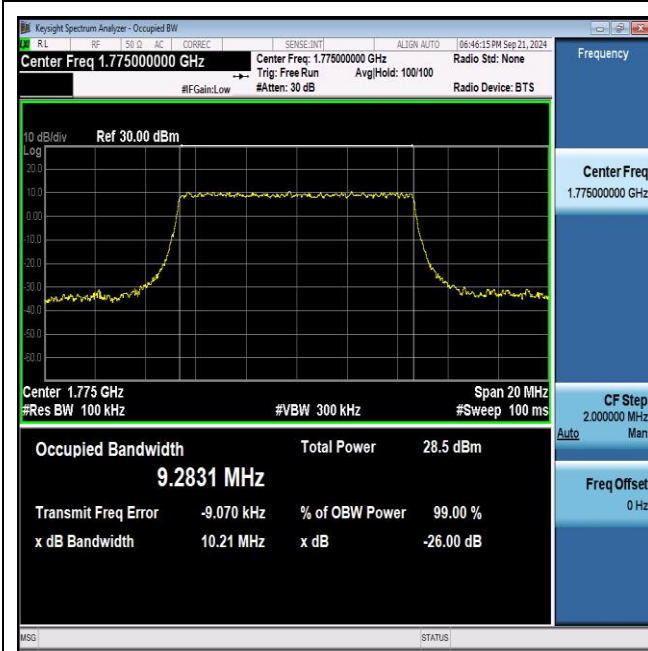 Keysight Spectrum Analyzer - Occupied BW
RL RF 50 Ω AC CORREC SENSE:INT ALIGN AUTO 06:46:15 PM Sep 21, 2024
Center Freq 1.775000000 GHz
Center Freq: 1.775000000 GHz
Radio Std: None
Trig: Free Run Avg|Hold: 100/100
#IFGain:Low #Atten: 30 dB Radio Device: BTS
10 dB/div Ref 30.00 dBm
Log
20.0
10.0
0.00
-10.0
-20.0
-30.0
-40.0
-50.0
-60.0
Center 1.775 GHz Span 20 MHz
#Res BW 100 kHz #VBW 300 kHz #Sweep 100 ms
Occupied Bandwidth Total Power 28.5 dBm
9.2831 MHz
Transmit Freq Error -9.070 kHz % of OBW Power 99.00 %
x dB Bandwidth 10.21 MHz x dB -26.00 dB
MSG STATUS
Frequency
Center Freq
1.775000000 GHz
CF Step
2.000000 MHz
Auto Man
Freq Offset
0 Hz